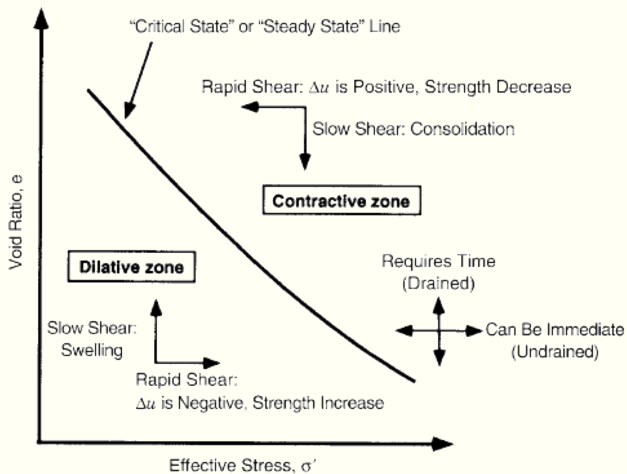 “Critical State” or “Steady State” Line
Rapid Shear: Δu is Positive, Strength Decrease
Slow Shear: Consolidation
Contractive zone
Void Ratio, e
Dilative zone
Requires Time
(Drained)
Slow Shear:
Swelling
Can Be Immediate
(Undrained)
Rapid Shear:
Δu is Negative, Strength Increase
Effective Stress, σ′